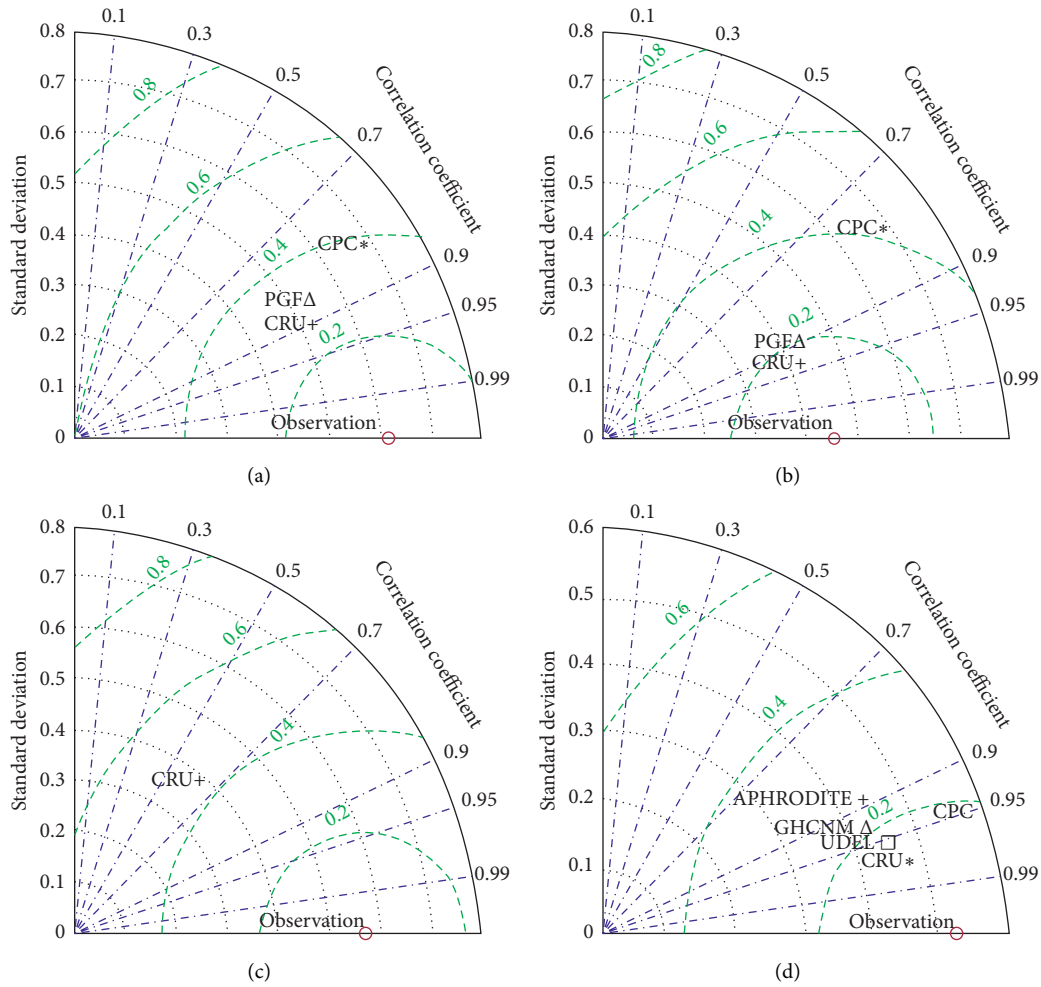 0.8
0.7
0.6
0.5
0.4
0.3
0.2
0.1
0
Standard deviation
0.1
0.3
0.5
0.7
0.9
0.95
0.99
Correlation coefficient
0.8
0.6
0.4
0.2
CPC*
PGFΔ
CRU+
Observation
(a)
0.8
0.7
0.6
0.5
0.4
0.3
0.2
0.1
0
Standard deviation
0.1
0.3
0.5
0.7
0.9
0.95
0.99
Correlation coefficient
0.8
0.6
0.4
0.2
CPC*
PGFΔ
CRU+
Observation
(b)
0.8
0.7
0.6
0.5
0.4
0.3
0.2
0.1
0
Standard deviation
0.1
0.3
0.5
0.7
0.9
0.95
0.99
Correlation coefficient
0.8
0.6
0.4
0.2
CRU+
Observation
(c)
0.6
0.5
0.4
0.3
0.2
0.1
0
Standard deviation
0.1
0.3
0.5
0.7
0.9
0.95
0.99
Correlation coefficient
0.6
0.4
0.2
APHRODITE +
CPC
GHCNM Δ
UDEL □
CRU*
Observation
(d)